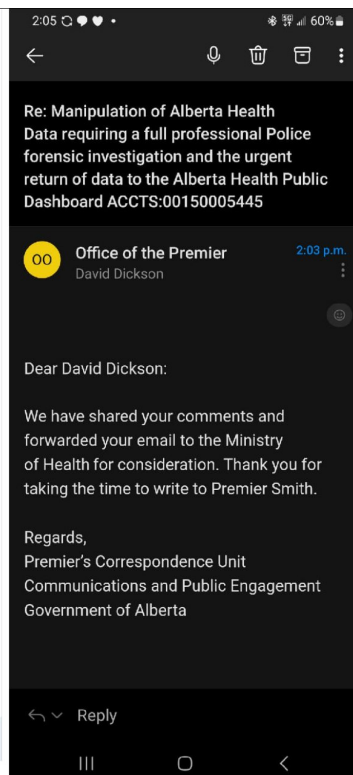 2:05
60%
Re: Manipulation of Alberta Health
Data requiring a full professional Police
forensic investigation and the urgent
return of data to the Alberta Health Public
Dashboard ACCTS:00150005445
OO
Office of the Premier
2:03 p.m.
David Dickson
Dear David Dickson:
We have shared your comments and
forwarded your email to the Ministry
of Health for consideration. Thank you for
taking the time to write to Premier Smith.
Regards,
Premier's Correspondence Unit
Communications and Public Engagement
Government of Alberta
Reply